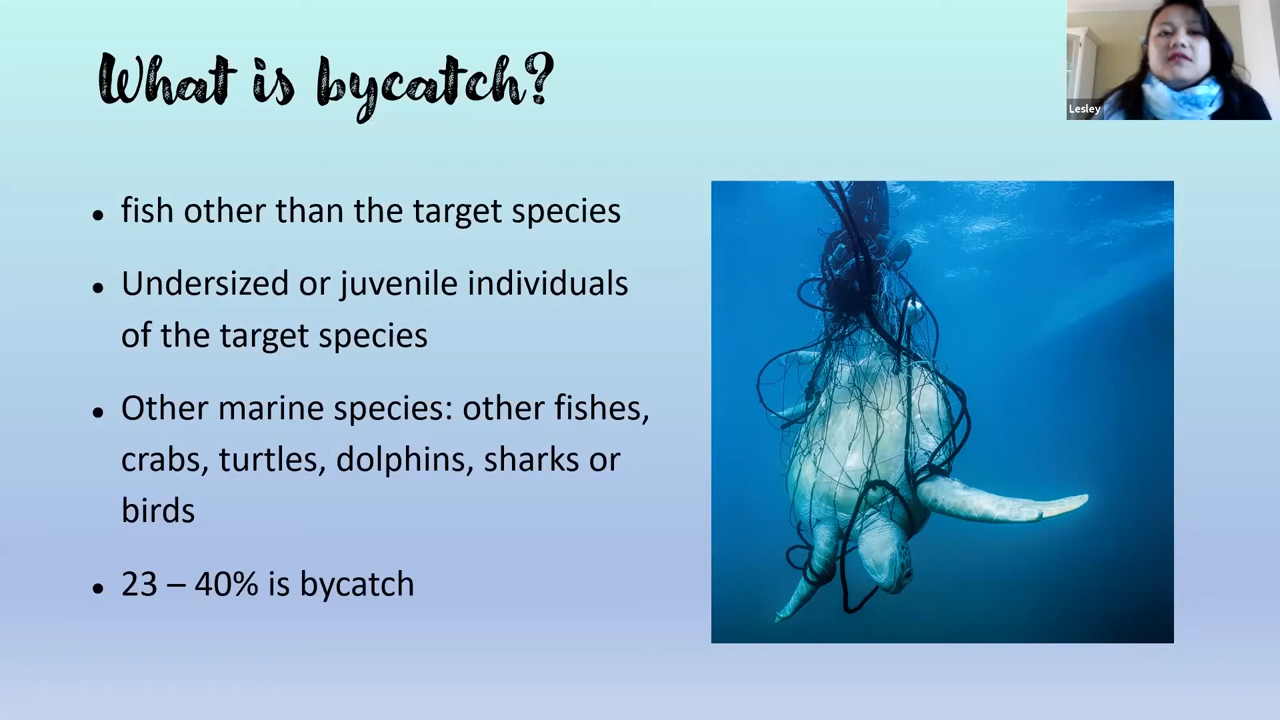 What is bycatch?
Lesley
• fish other than the target species
• Undersized or juvenile individuals
of the target species
• Other marine species: other fishes,
crabs, turtles, dolphins, sharks or
birds
• 23 – 40% is bycatch